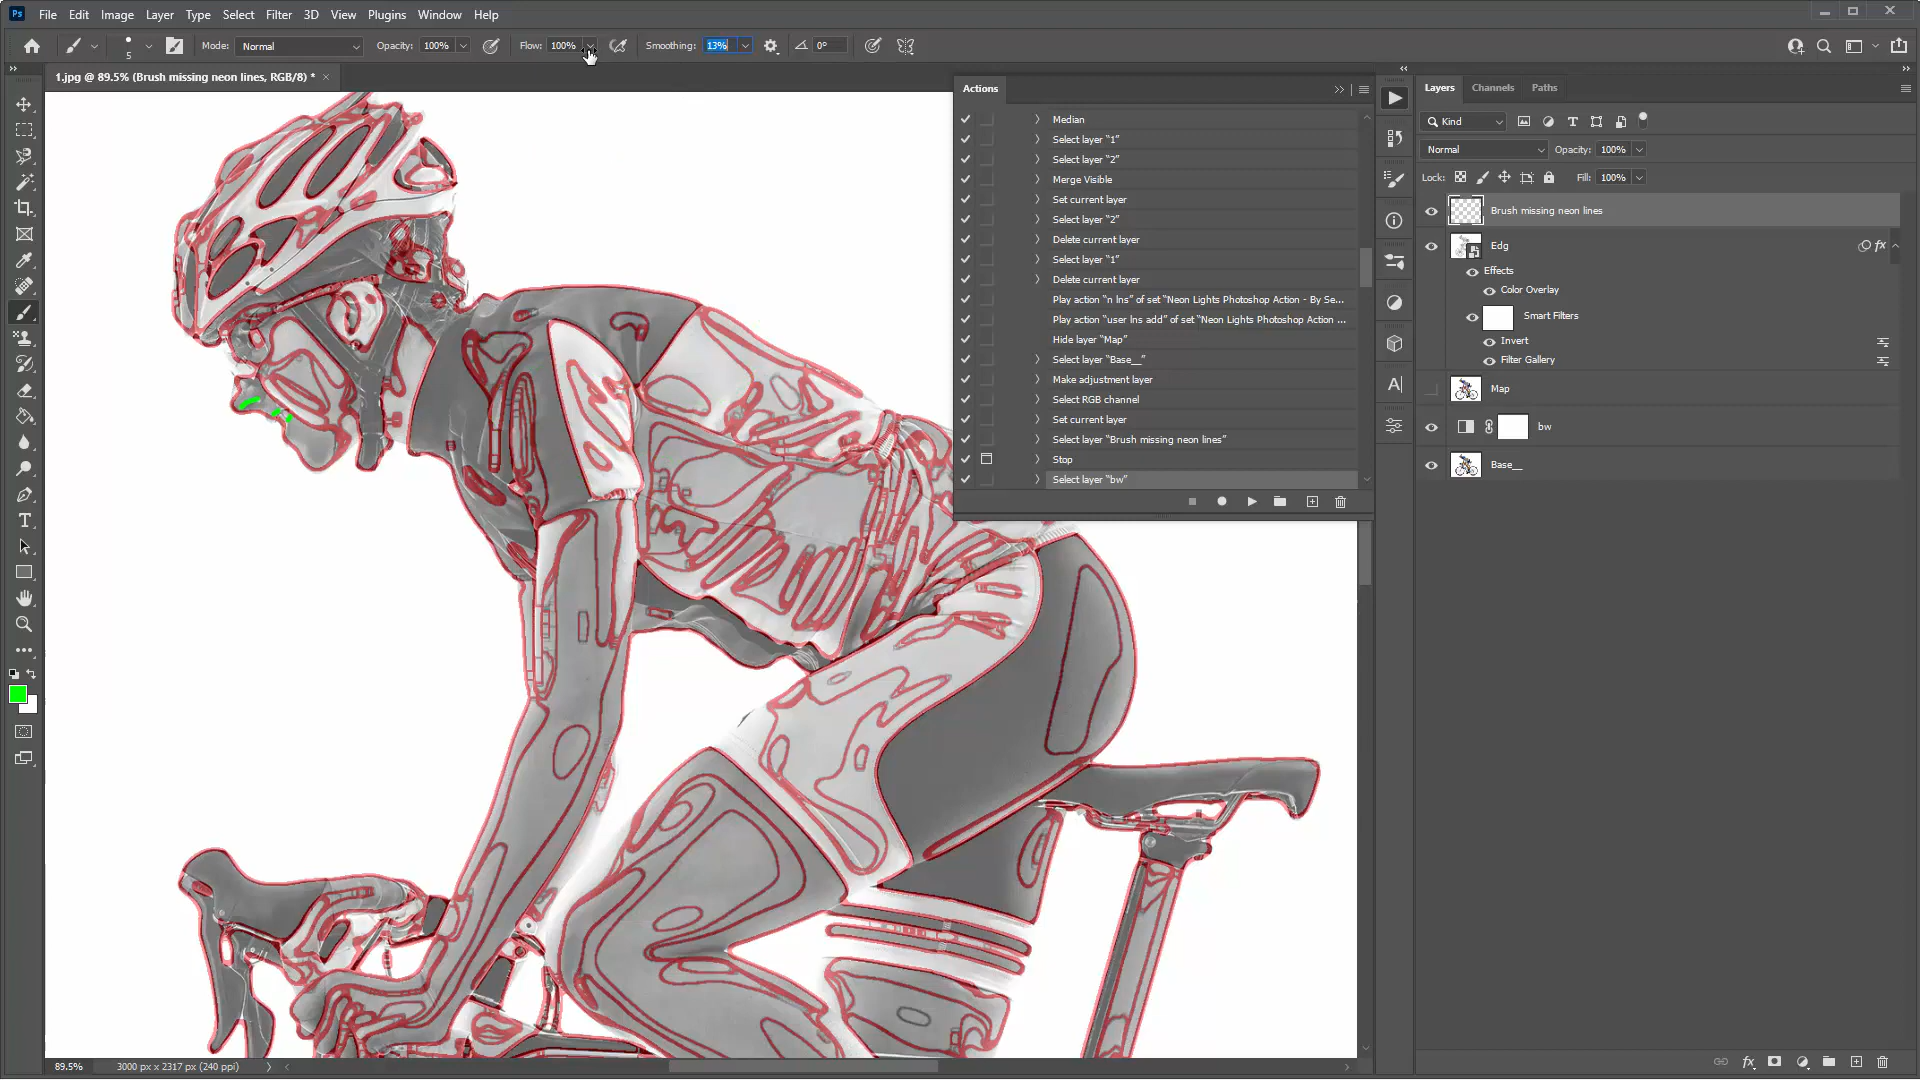 Ps File Edit Image Layer Type Select Filter 3D View Plugins Window Help
5 Mode: Normal Opacity: 100% Flow: 100% Smoothing: 13% 0°
1.jpg @ 89.5% (Brush missing neon lines, RGB/8) * ×
Actions
Median
Select layer "1"
Select layer "2"
Merge Visible
Set current layer
Select layer "2"
Delete current layer
Select layer "1"
Delete current layer
Play action "n lns" of set "Neon Lights Photoshop Action - By Se...
Play action "user lns add" of set "Neon Lights Photoshop Action ...
Hide layer "Map"
Select layer "Base__"
Make adjustment layer
Select RGB channel
Set current layer
Select layer "Brush missing neon lines"
Stop
Select layer "bw"
Layers Channels Paths
Kind
Normal Opacity: 100%
Lock: Fill: 100%
Brush missing neon lines
Edg fx
Effects
Color Overlay
Smart Filters
Invert
Filter Gallery
Map
bw
Base__
89.5% 3000 px x 2317 px (240 ppi)